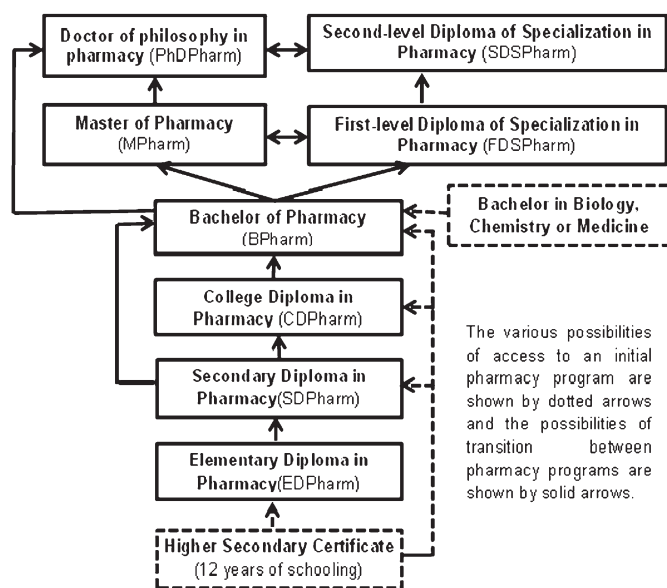 Doctor of philosophy in
pharmacy (PhDPharm)
Second-level Diploma of Specialization in
Pharmacy (SDSPharm)
Master of Pharmacy
(MPharm)
First-level Diploma of Specialization in
Pharmacy (FDSPharm)
Bachelor of Pharmacy
(BPharm)
Bachelor in Biology,
Chemistry or Medicine
College Diploma in
Pharmacy (CDPharm)
Secondary Diploma in
Pharmacy(SDPharm)
Elementary Diploma in
Pharmacy(EDPharm)
Higher Secondary Certificate
(12 years of schooling)
The various possibilities
of access to an initial
pharmacy program are
shown by dotted arrows
and the possibilities of
transition between
pharmacy programs are
shown by solid arrows.